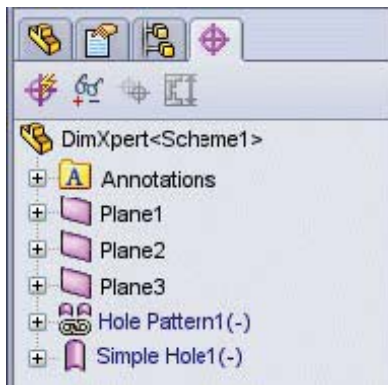 DimXpert<Scheme1>
A Annotations
Plane1
Plane2
Plane3
Hole Pattern1(-)
Simple Hole1(-)